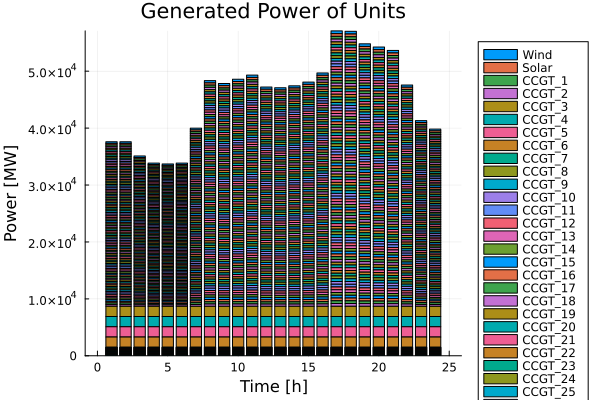 Generated Power of Units
Power [MW]
5.0×10⁴
4.0×10⁴
3.0×10⁴
2.0×10⁴
1.0×10⁴
0
0 5 10 15 20 25
Time [h]
Wind
Solar
CCGT_1
CCGT_2
CCGT_3
CCGT_4
CCGT_5
CCGT_6
CCGT_7
CCGT_8
CCGT_9
CCGT_10
CCGT_11
CCGT_12
CCGT_13
CCGT_14
CCGT_15
CCGT_16
CCGT_17
CCGT_18
CCGT_19
CCGT_20
CCGT_21
CCGT_22
CCGT_23
CCGT_24
CCGT_25